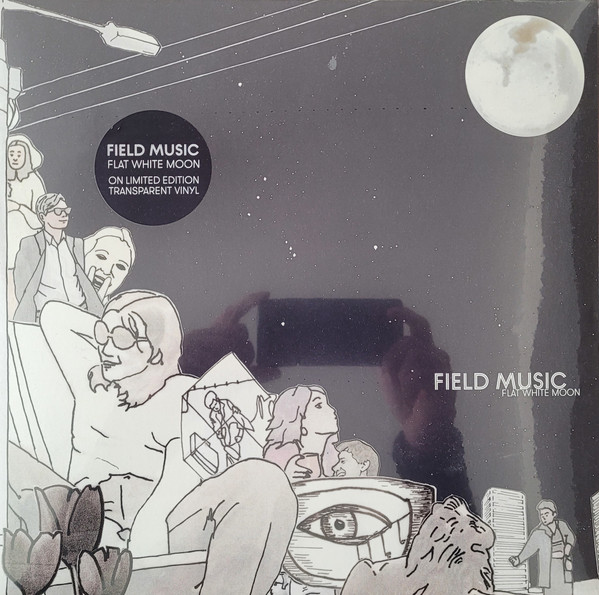 FIELD MUSIC
FLAT WHITE MOON
ON LIMITED EDITION
TRANSPARENT VINYL
FIELD MUSIC
FLAT WHITE MOON